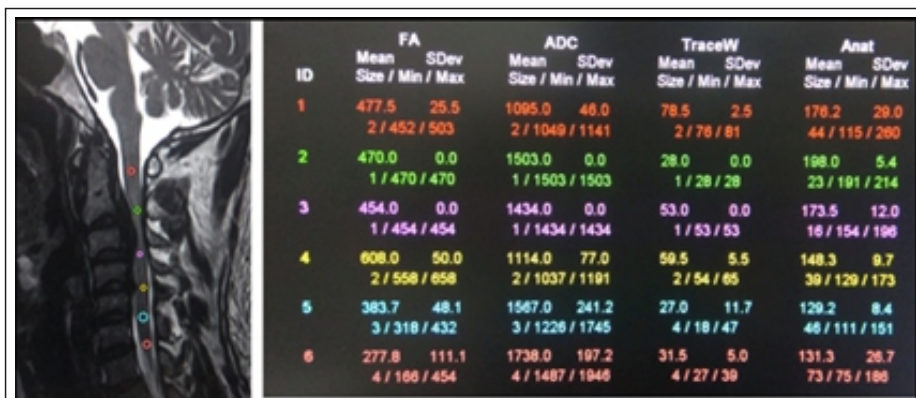 FA ADC TraceW Anat
Mean SDev Mean SDev Mean SDev Mean SDev
ID Size / Min / Max Size / Min / Max Size / Min / Max Size / Min / Max
1 477.5 25.5 1095.0 46.0 78.5 2.5 176.2 29.0
2 / 452 / 503 2 / 1049 / 1141 2 / 76 / 81 44 / 115 / 260
2 470.0 0.0 1503.0 0.0 28.0 0.0 198.0 5.4
1 / 470 / 470 1 / 1503 / 1503 1 / 28 / 28 23 / 191 / 214
3 454.0 0.0 1434.0 0.0 53.0 0.0 173.5 12.0
1 / 454 / 454 1 / 1434 / 1434 1 / 53 / 53 16 / 154 / 196
4 608.0 50.0 1114.0 77.0 59.5 5.5 148.3 9.7
2 / 558 / 658 2 / 1037 / 1191 2 / 54 / 65 39 / 129 / 173
5 383.7 48.1 1567.0 241.2 27.0 11.7 129.2 8.4
3 / 318 / 432 3 / 1226 / 1745 4 / 18 / 47 46 / 111 / 151
6 277.8 111.1 1738.0 197.2 31.5 5.0 131.3 26.7
4 / 166 / 454 4 / 1487 / 1946 4 / 27 / 39 73 / 75 / 186